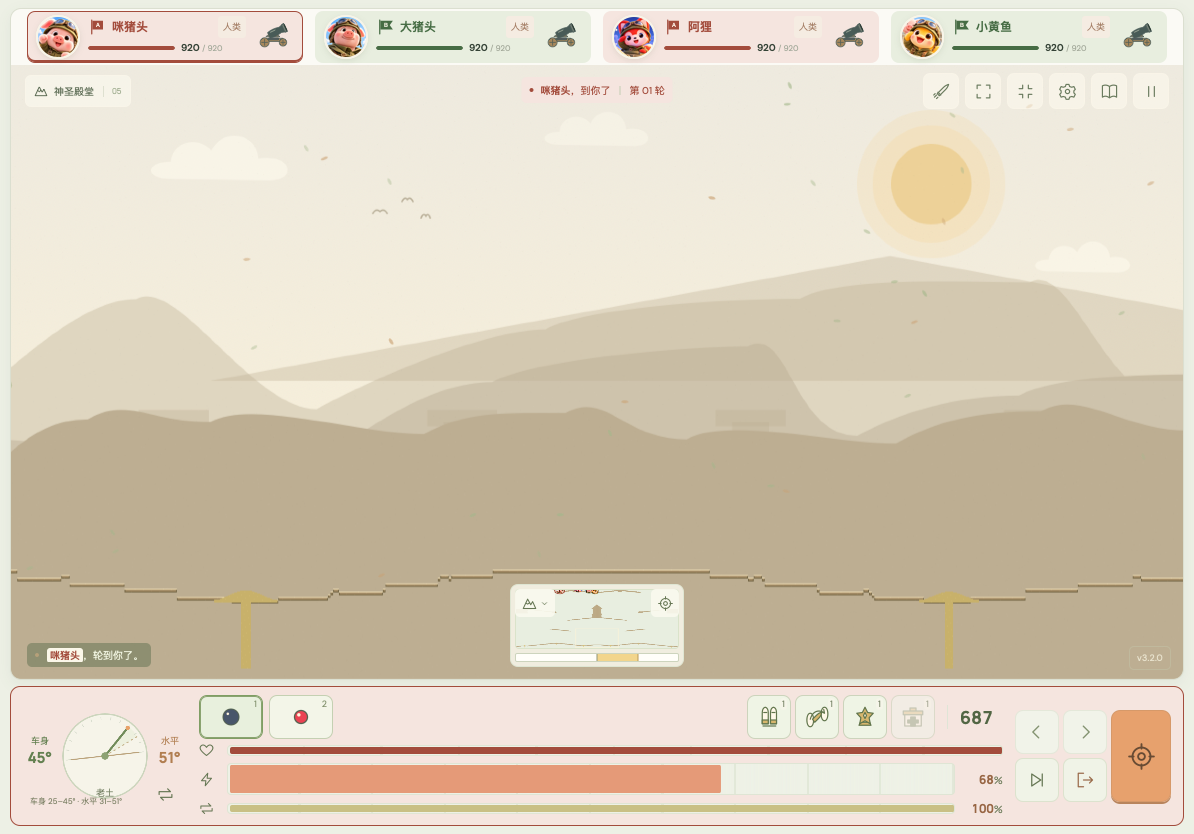 A 咪猪头 人类
920 / 920
B 大猪头 人类
920 / 920
A 阿狸 人类
920 / 920
B 小黄鱼 人类
920 / 920
神圣殿堂 05
咪猪头，到你了 第 01 轮
咪猪头，轮到你了。
v3.2.0
车身
45°
水平
51°
老土
车身 25–45° · 水平 31–51°
1
2
1
1
1
1
687
68%
100%